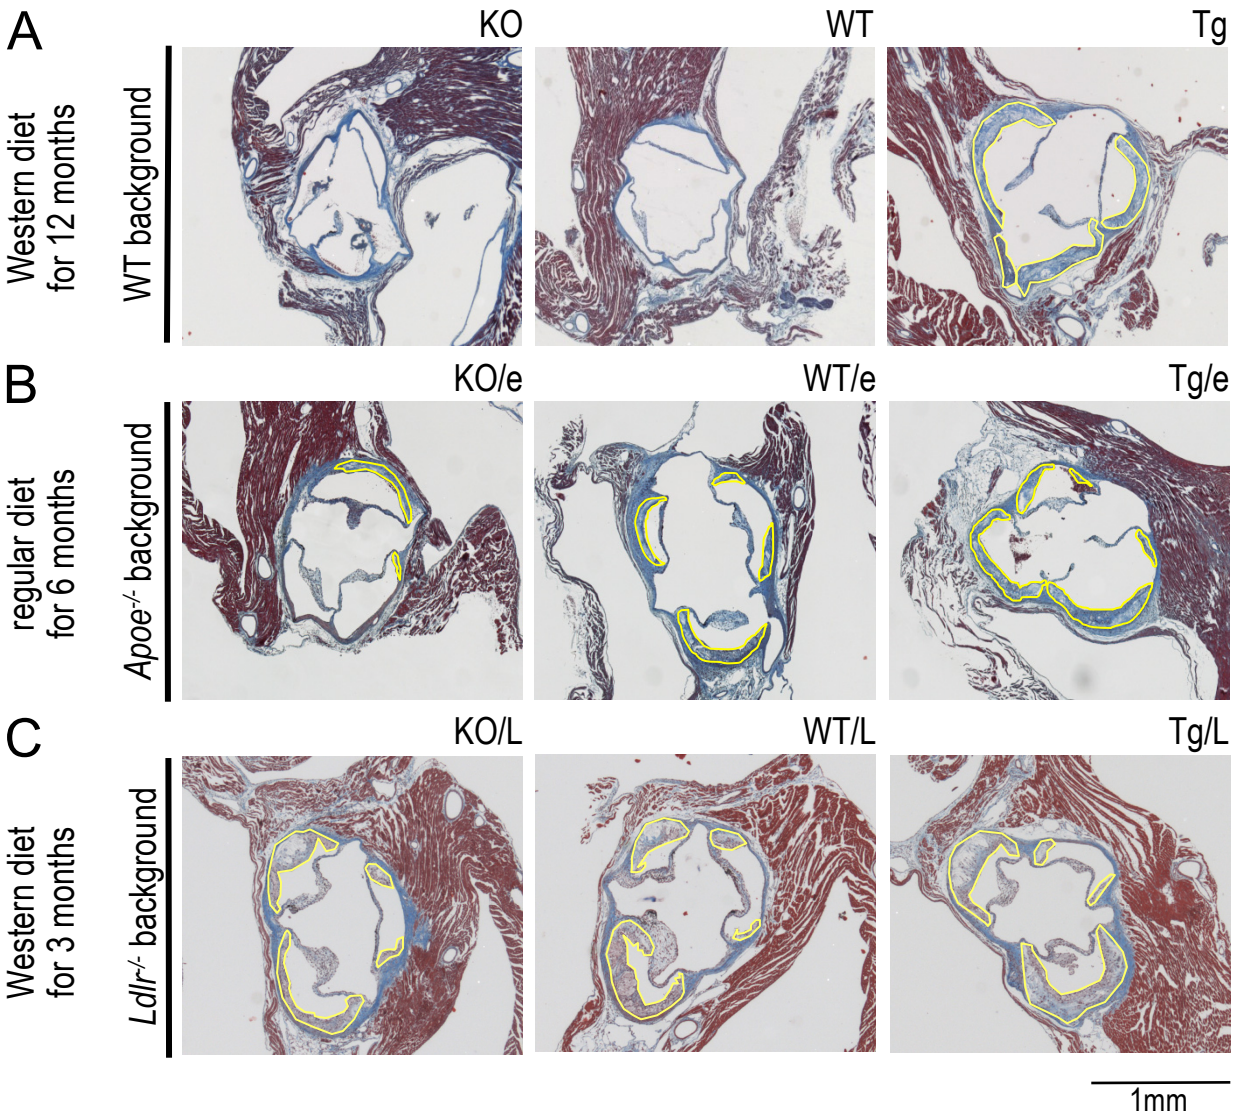 A
KO
WT
Tg
Western diet
for 12 months
WT background
B
KO/e
WT/e
Tg/e
regular diet
for 6 months
Apoe-/- background
C
KO/L
WT/L
Tg/L
Western diet
for 3 months
Ldlr-/- background
1mm